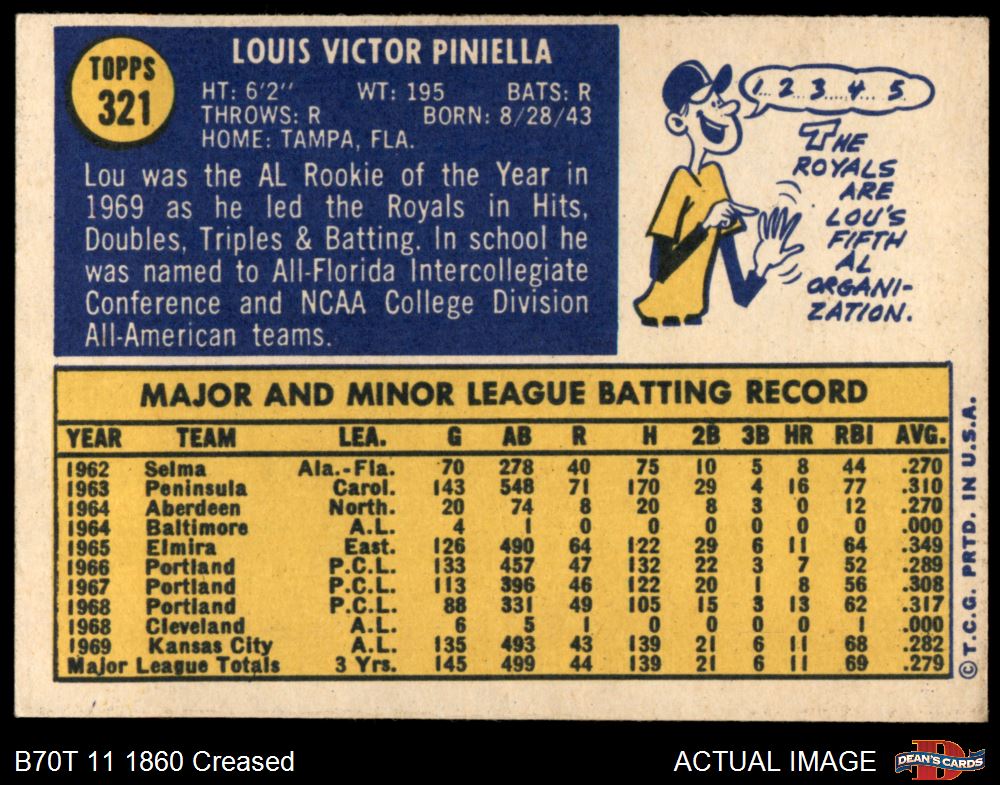 TOPPS
321
LOUIS VICTOR PINIELLA
HT: 6'2" WT: 195 BATS: R
THROWS: R BORN: 8/28/43
HOME: TAMPA, FLA.
Lou was the AL Rookie of the Year in
1969 as he led the Royals in Hits,
Doubles, Triples & Batting. In school he
was named to All-Florida Intercollegiate
Conference and NCAA College Division
All-American teams.
1..2..3...4..5.
THE
ROYALS
ARE
LOU'S
FIFTH
AL
ORGANI-
ZATION.
MAJOR AND MINOR LEAGUE BATTING RECORD
YEAR TEAM LEA. G AB R H 2B 3B HR RBI AVG.
1962 Selma Ala.-Fla. 70 278 40 75 10 5 8 44 .270
1963 Peninsula Carol. 143 548 71 170 29 4 16 77 .310
1964 Aberdeen North. 20 74 8 20 8 3 0 12 .270
1964 Baltimore A.L. 4 1 0 0 0 0 0 0 .000
1965 Elmira East. 126 490 64 122 29 6 11 64 .349
1966 Portland P.C.L. 133 457 47 132 22 3 7 52 .289
1967 Portland P.C.L. 113 396 46 122 20 1 8 56 .308
1968 Portland P.C.L. 88 331 49 105 15 3 13 62 .317
1968 Cleveland A.L. 6 5 1 0 0 0 0 1 .000
1969 Kansas City A.L. 135 493 43 139 21 6 11 68 .282
Major League Totals 3 Yrs. 145 499 44 139 21 6 11 69 .279
© T.C.G. PRTD. IN U.S.A.
B70T 11 1860 Creased
ACTUAL IMAGE
D
DEAN'S CARDS